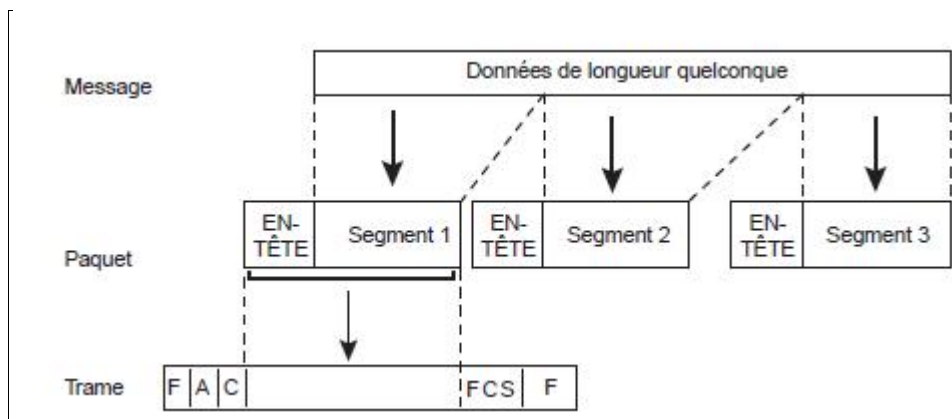 Message
Données de longueur quelconque
Paquet
EN-
TÊTE
Segment 1
EN-
TÊTE
Segment 2
EN-
TÊTE
Segment 3
Trame
F A C
FCS F